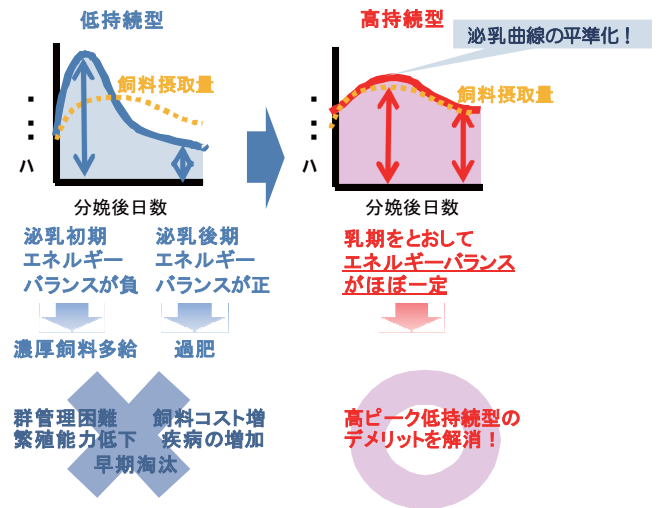 低持続型
飼料摂取量
分娩後日数
泌乳初期
エネルギー
バランスが負
泌乳後期
エネルギー
バランスが正
濃厚飼料多給
過肥
群管理困難
繁殖能力低下
飼料コスト増
疾病の増加
早期淘汰
高持続型
泌乳曲線の平準化！
飼料摂取量
分娩後日数
乳期をとおして
エネルギーバランス
がほぼ一定
高ピーク低持続型の
デメリットを解消！